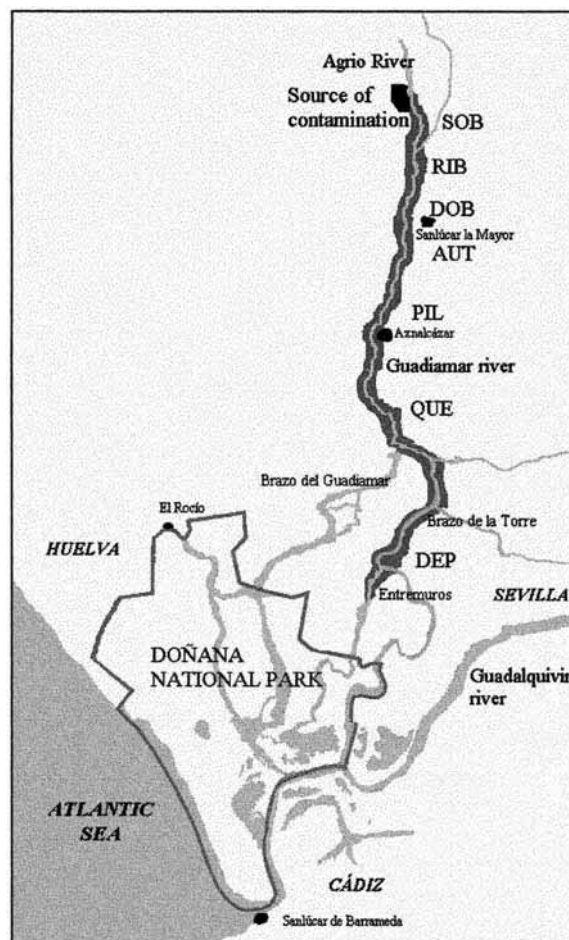 Agrio River
Source of
contamination
SOB
RIB
DOB
Sanlúcar la Mayor
AUT
PIL
Aznalcázar
Guadiamar river
QUE
Brazo del Guadiamar
El Rocío
Brazo de la Torre
HUELVA
DEP
Entremuros
SEVILLA
DOÑANA
NATIONAL PARK
Guadalquivir
river
ATLANTIC
SEA
CÁDIZ
Sanlúcar de Barrameda